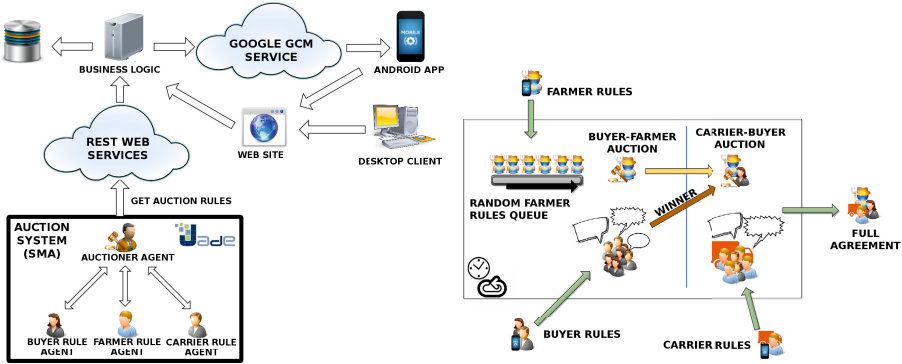 GOOGLE GCM
SERVICE
MOBILE
BUSINESS LOGIC
ANDROID APP
REST WEB
SERVICES
WEB SITE
DESKTOP CLIENT
GET AUCTION RULES
AUCTION
SYSTEM
(SMA)
Jade
AUCTIONER AGENT
BUYER RULE
AGENT
FARMER RULE
AGENT
CARRIER RULE
AGENT
FARMER RULES
BUYER-FARMER
AUCTION
CARRIER-BUYER
AUCTION
RANDOM FARMER
RULES QUEUE
WINNER
FULL
AGREEMENT
BUYER RULES
CARRIER RULES